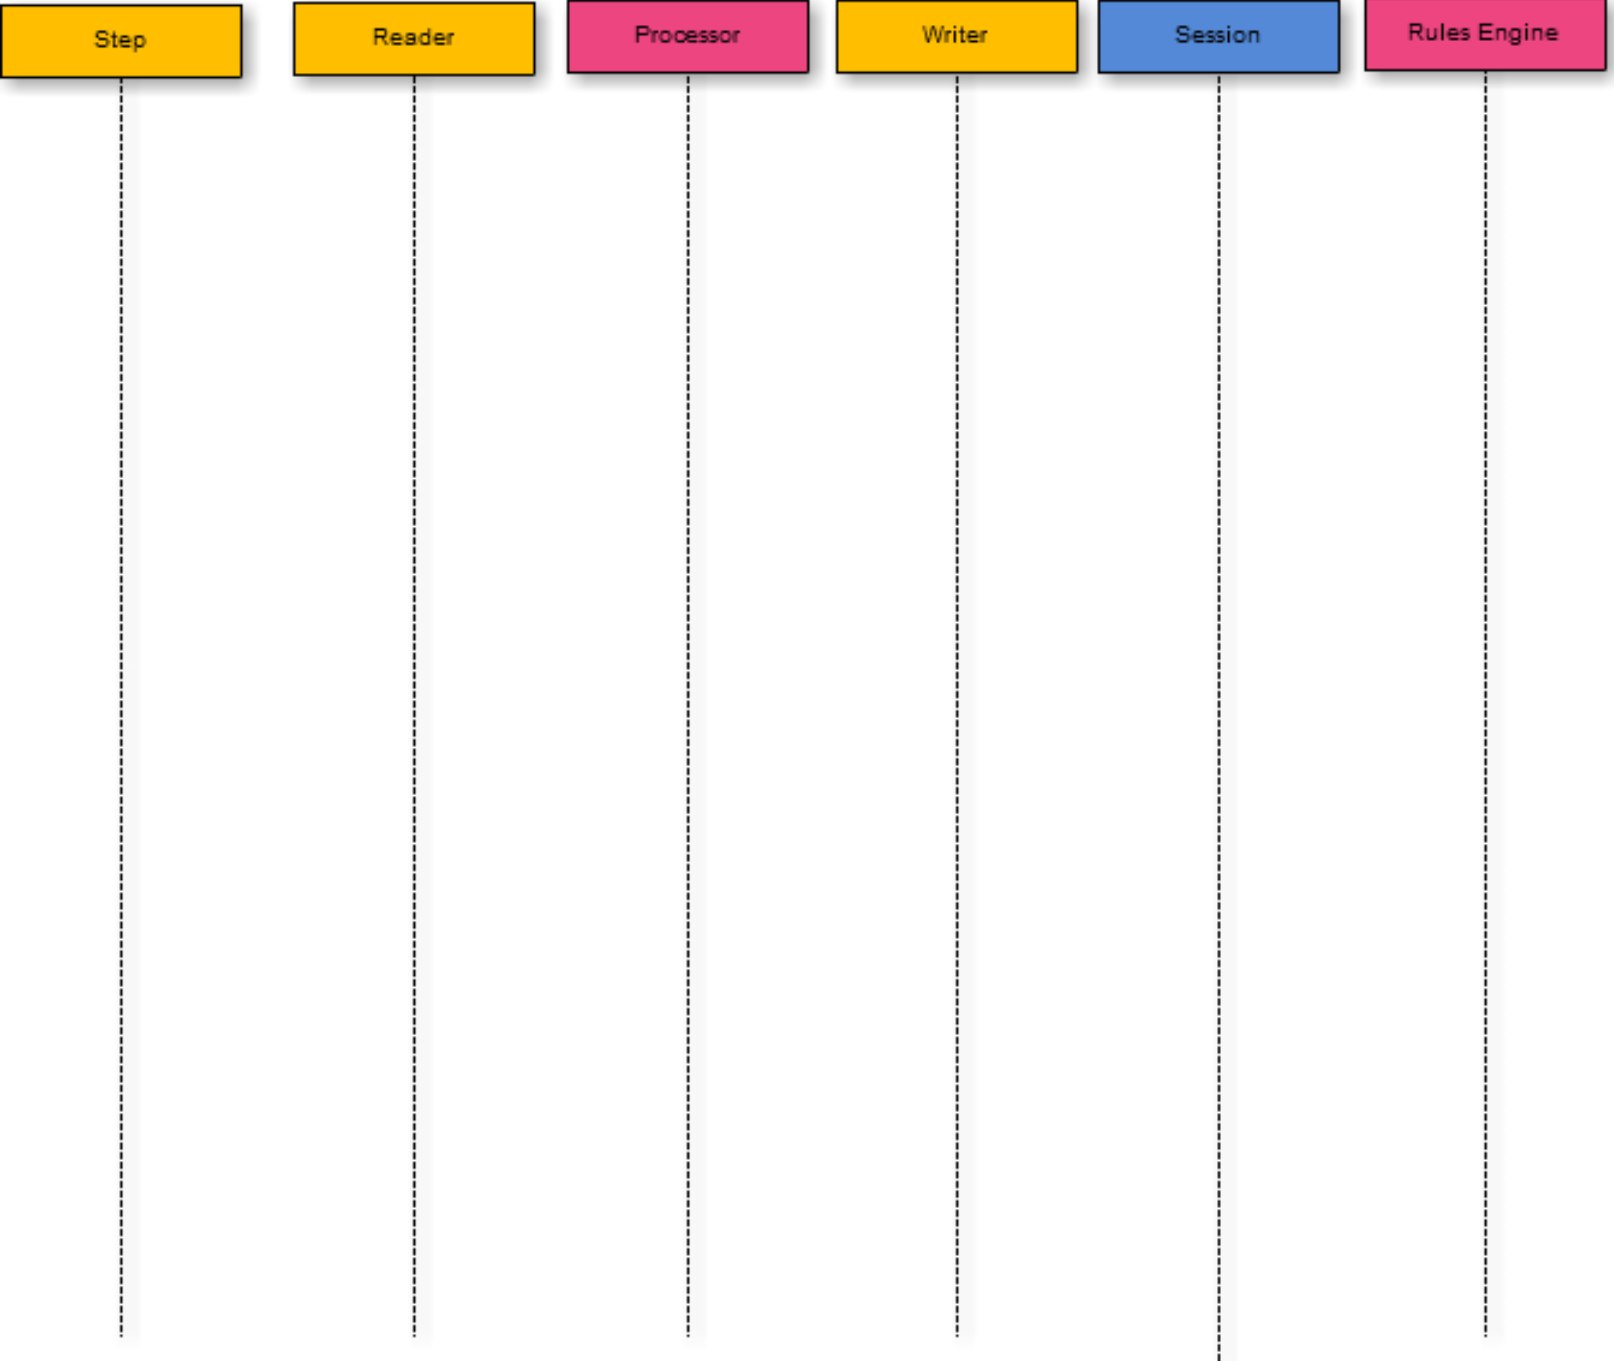 Step
Reader
Processor
Writer
Session
Rules Engine